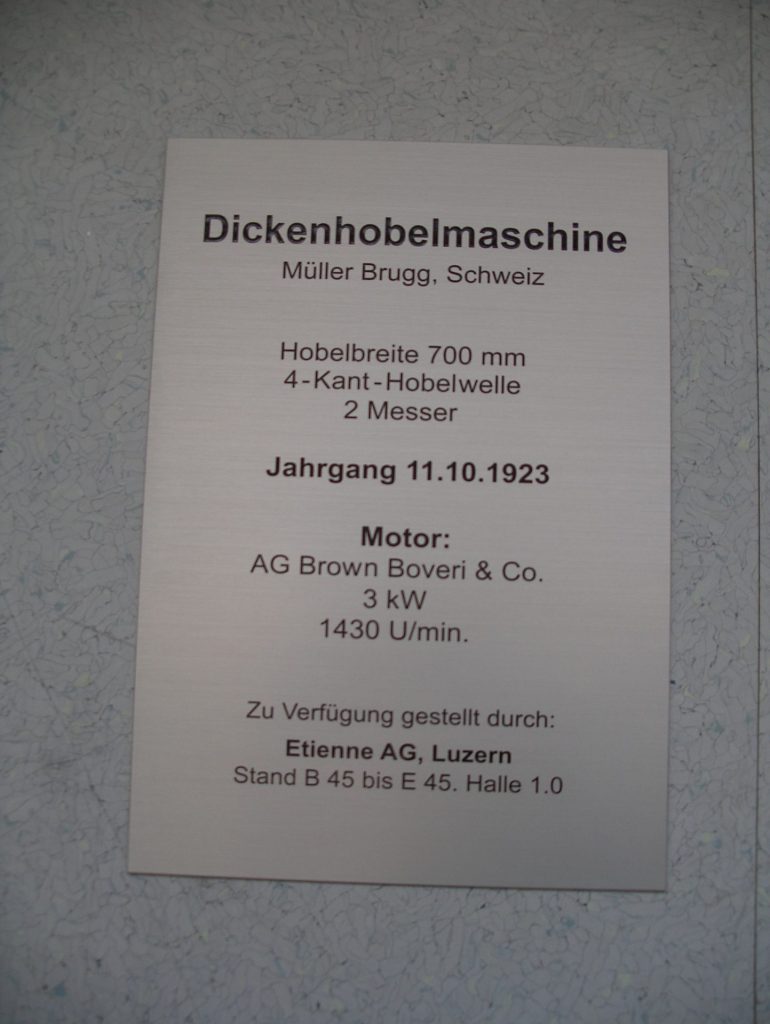 Dickenhobelmaschine
Müller Brugg, Schweiz
Hobelbreite 700 mm
4-Kant-Hobelwelle
2 Messer
Jahrgang 11.10.1923
Motor:
AG Brown Boveri & Co.
3 kW
1430 U/min.
Zu Verfügung gestellt durch:
Etienne AG, Luzern
Stand B 45 bis E 45. Halle 1.0